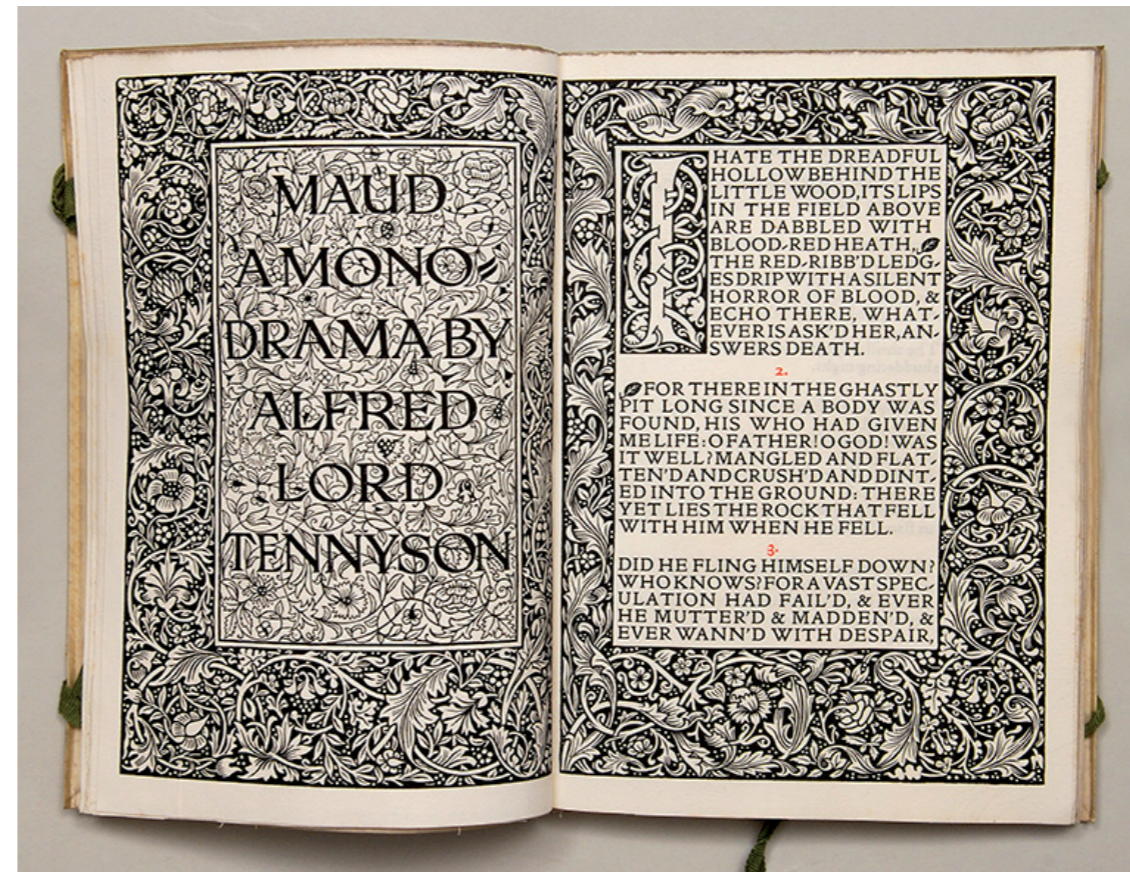 MAUD
A MONO-
DRAMA BY
ALFRED
LORD
TENNYSON
I HATE THE DREADFUL
HOLLOW BEHIND THE
LITTLE WOOD, ITS LIPS
IN THE FIELD ABOVE
ARE DABBLED WITH
BLOOD-RED HEATH,
THE RED-RIBB'D LEDG-
ES DRIP WITH A SILENT
HORROR OF BLOOD, &
ECHO THERE, WHAT-
EVER IS ASK'D HER, AN-
SWERS DEATH.
2.
FOR THERE IN THE GHASTLY
PIT LONG SINCE A BODY WAS
FOUND, HIS WHO HAD GIVEN
ME LIFE: O FATHER! O GOD! WAS
IT WELL? MANGLED AND FLAT-
TEN'D AND CRUSH'D AND DINT-
ED INTO THE GROUND: THERE
YET LIES THE ROCK THAT FELL
WITH HIM WHEN HE FELL.
3.
DID HE FLING HIMSELF DOWN?
WHO KNOWS? FOR A VAST SPEC-
ULATION HAD FAIL'D, & EVER
HE MUTTER'D & MADDEN'D, &
EVER WANN'D WITH DESPAIR,